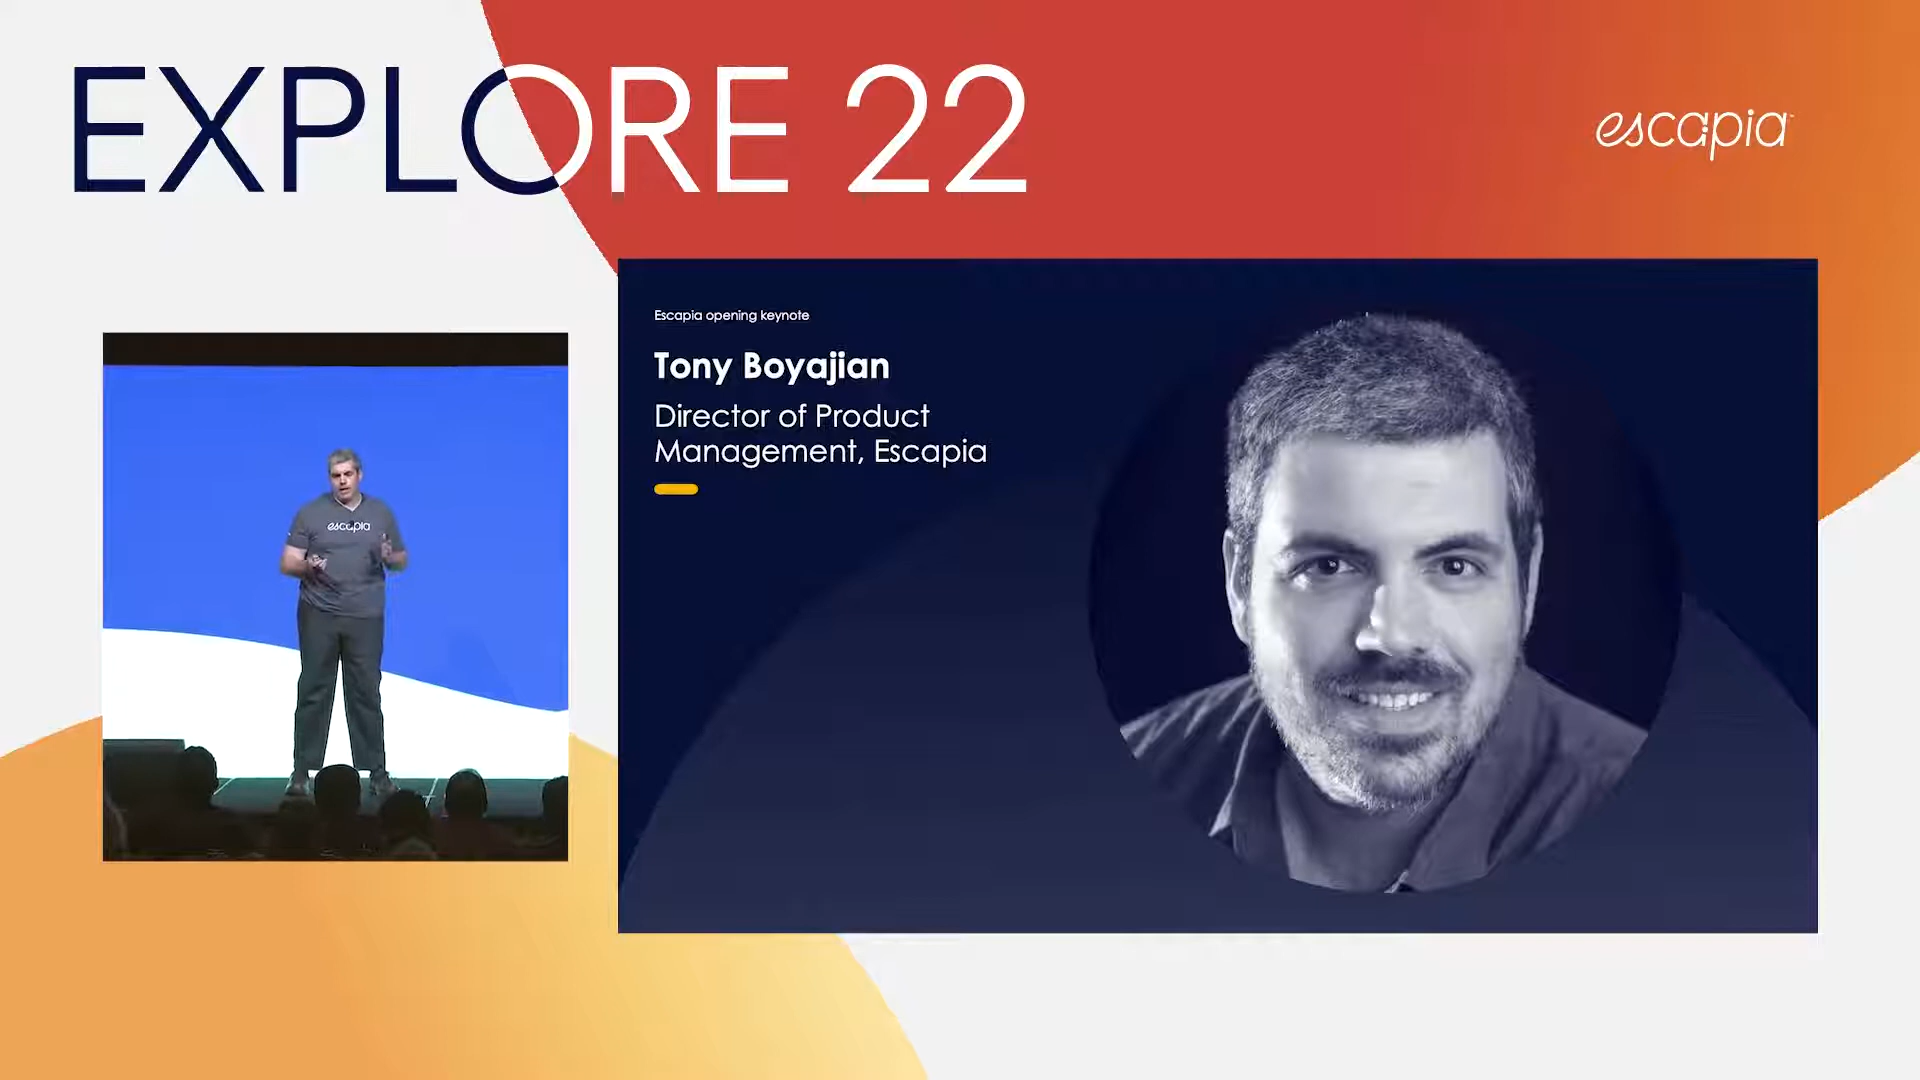 EXPLORE 22
escapia
Escapia opening keynote
Tony Boyajian
Director of Product
Management, Escapia
escapia